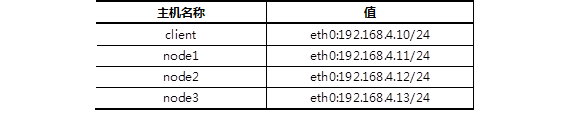 主机名称 值
client eth0:192.168.4.10/24
node1 eth0:192.168.4.11/24
node2 eth0:192.168.4.12/24
node3 eth0:192.168.4.13/24